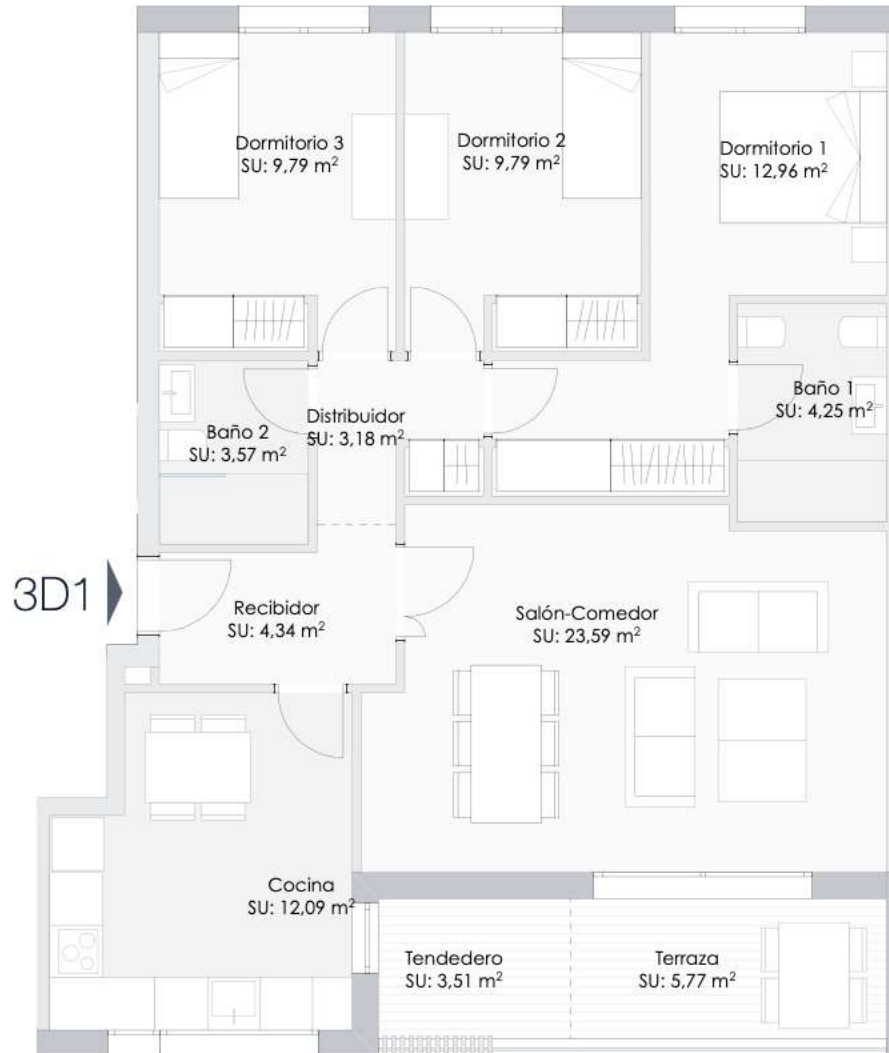 Dormitorio 3
SU: 9,79 m²
Dormitorio 2
SU: 9,79 m²
Dormitorio 1
SU: 12,96 m²
Baño 1
SU: 4,25 m²
Distribuidor
SU: 3,18 m²
Baño 2
SU: 3,57 m²
3D1
Recibidor
SU: 4,34 m²
Salón-Comedor
SU: 23,59 m²
Cocina
SU: 12,09 m²
Tendedero
SU: 3,51 m²
Terraza
SU: 5,77 m²